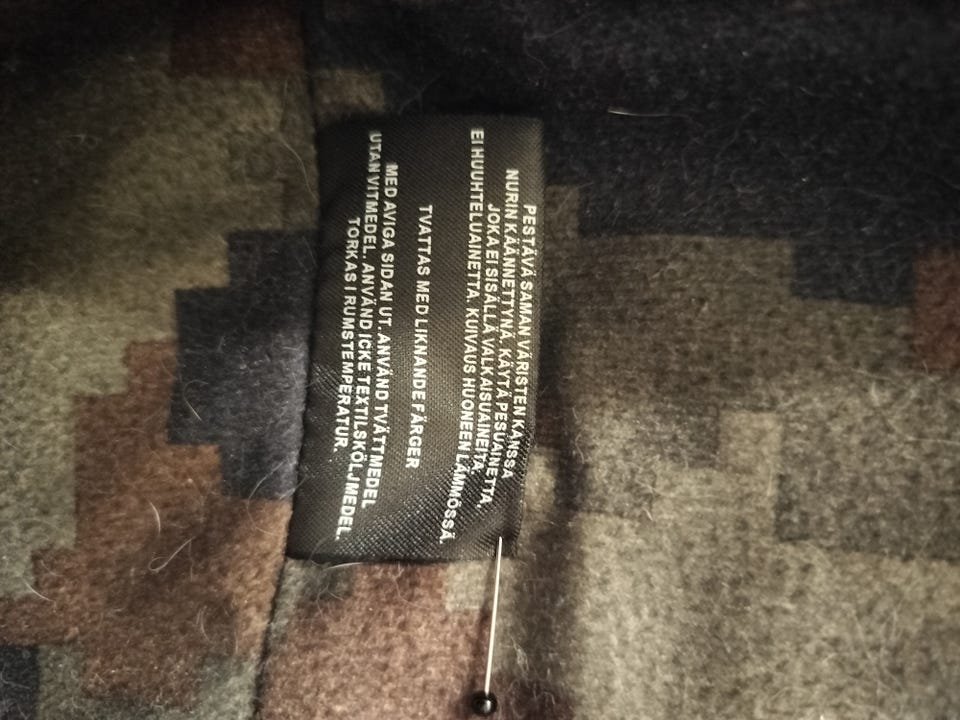 PESTÄVÄ SAMAN VÄRISTEN KANSSA
NURIN KÄÄNNETTYNÄ. KÄYTÄ PESUAINETTA,
JOKA EI SISÄLLÄ VALKAISUAINEITA.
EI HUUHTELUAINETTA. KUIVAUS HUONEEN LÄMMÖSSÄ.
TVATTAS MED LIKNANDE FÄRGER
MED AVIGA SIDAN UT. ANVÄND TVÄTTMEDEL
UTAN VITMEDEL. ANVÄND ICKE TEXTILSKÖLJMEDEL.
TORKAS I RUMSTEMPERATUR.